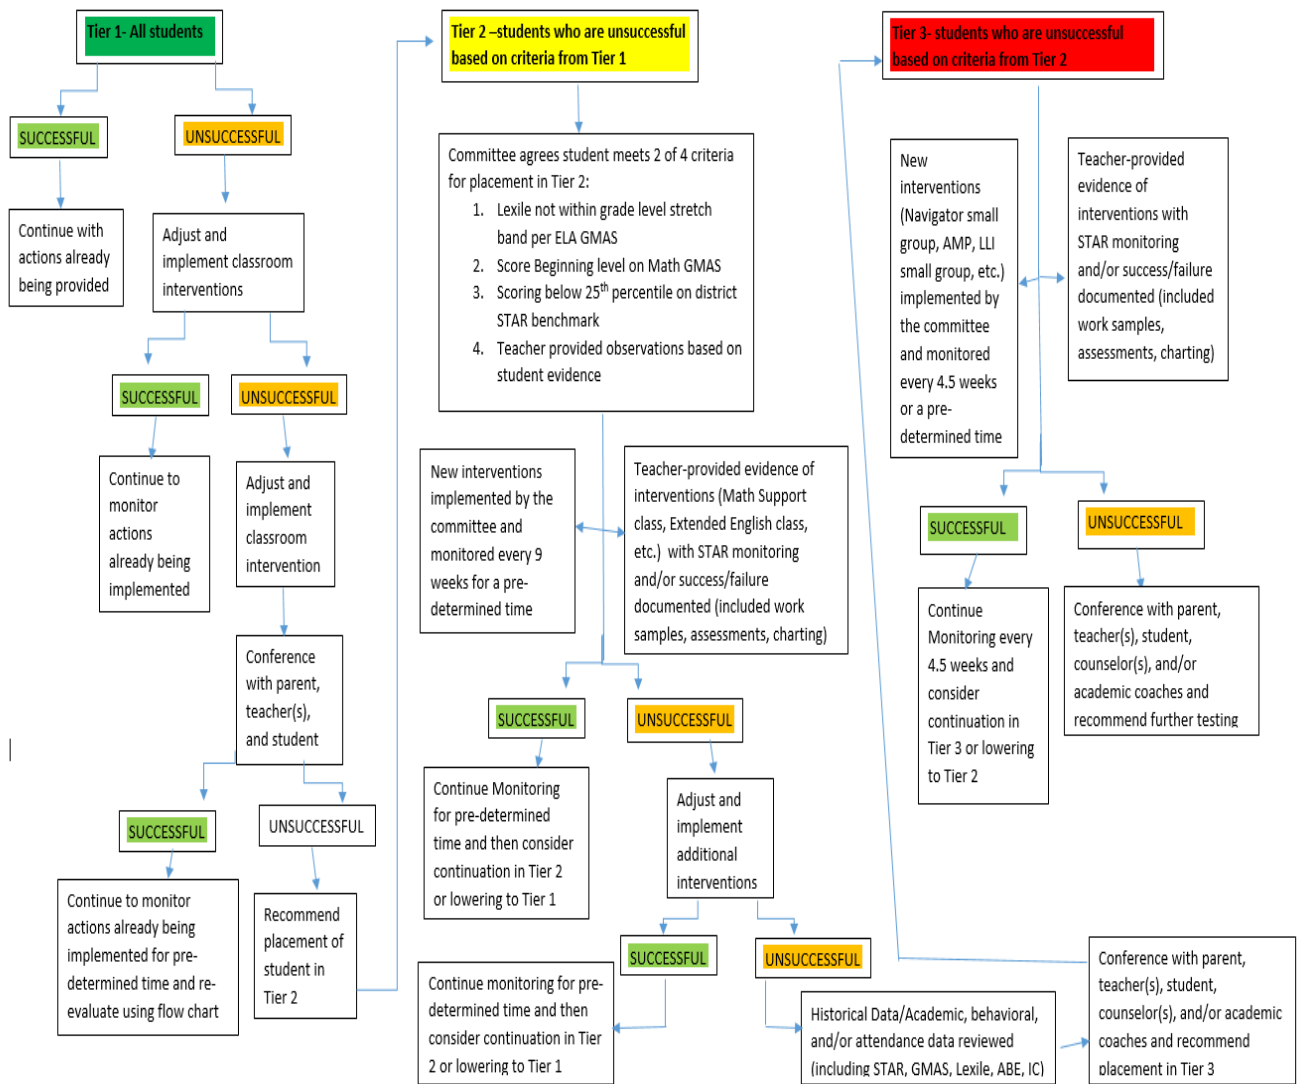 Tier 1- All students
SUCCESSFUL
UNSUCCESSFUL
Continue with
actions already
being provided
Adjust and
implement classroom
interventions
SUCCESSFUL
UNSUCCESSFUL
Continue to
monitor
actions
already being
implemented
Adjust and
implement
classroom
intervention
Conference
with parent,
teacher(s),
and student
SUCCESSFUL
UNSUCCESSFUL
Continue to monitor
actions already being
implemented for pre-
determined time and re-
evaluate using flow chart
Recommend
placement of
student in
Tier 2
Tier 2 –students who are unsuccessful
based on criteria from Tier 1
Committee agrees student meets 2 of 4 criteria
for placement in Tier 2:
1. Lexile not within grade level stretch
band per ELA GMAS
2. Score Beginning level on Math GMAS
3. Scoring below 25th percentile on district
STAR benchmark
4. Teacher provided observations based on
student evidence
New interventions
implemented by the
committee and
monitored every 9
weeks for a pre-
determined time
Teacher-provided evidence of
interventions (Math Support
class, Extended English class,
etc.) with STAR monitoring
and/or success/failure
documented (included work
samples, assessments, charting)
SUCCESSFUL
UNSUCCESSFUL
Continue Monitoring
for pre-determined
time and then consider
continuation in Tier 2
or lowering to Tier 1
Adjust and
implement
additional
interventions
SUCCESSFUL
UNSUCCESSFUL
Continue monitoring for pre-
determined time and then
consider continuation in Tier
2 or lowering to Tier 1
Historical Data/Academic, behavioral,
and/or attendance data reviewed
(including STAR, GMAS, Lexile, ABE, IC)
Conference with parent,
teacher(s), student,
counselor(s), and/or academic
coaches and recommend
placement in Tier 3
Tier 3- students who are unsuccessful
based on criteria from Tier 2
New
interventions
(Navigator small
group, AMP, LLI
small group, etc.)
implemented by
the committee
and monitored
every 4.5 weeks
or a pre-
determined time
Teacher-provided
evidence of
interventions with
STAR monitoring
and/or success/failure
documented (included
work samples,
assessments, charting)
SUCCESSFUL
UNSUCCESSFUL
Continue
Monitoring every
4.5 weeks and
consider
continuation in
Tier 3 or lowering
to Tier 2
Conference with parent,
teacher(s), student,
counselor(s), and/or
academic coaches and
recommend further testing